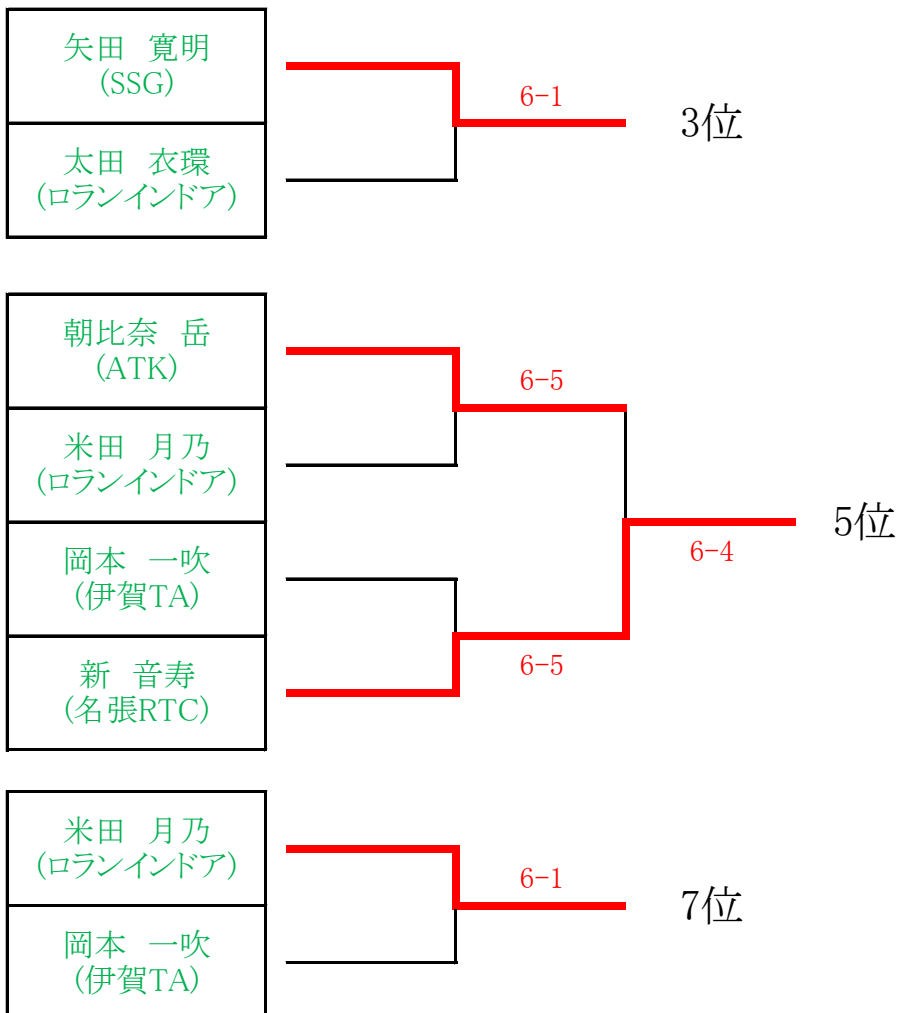 矢田　寛明
(SSG)
6-1
3位
太田　衣環
(ロランインドア)
朝比奈　岳
(ATK)
6-5
米田　月乃
(ロランインドア)
5位
6-4
岡本　一吹
(伊賀TA)
6-5
新　音寿
(名張RTC)
米田　月乃
(ロランインドア)
6-1
7位
岡本　一吹
(伊賀TA)